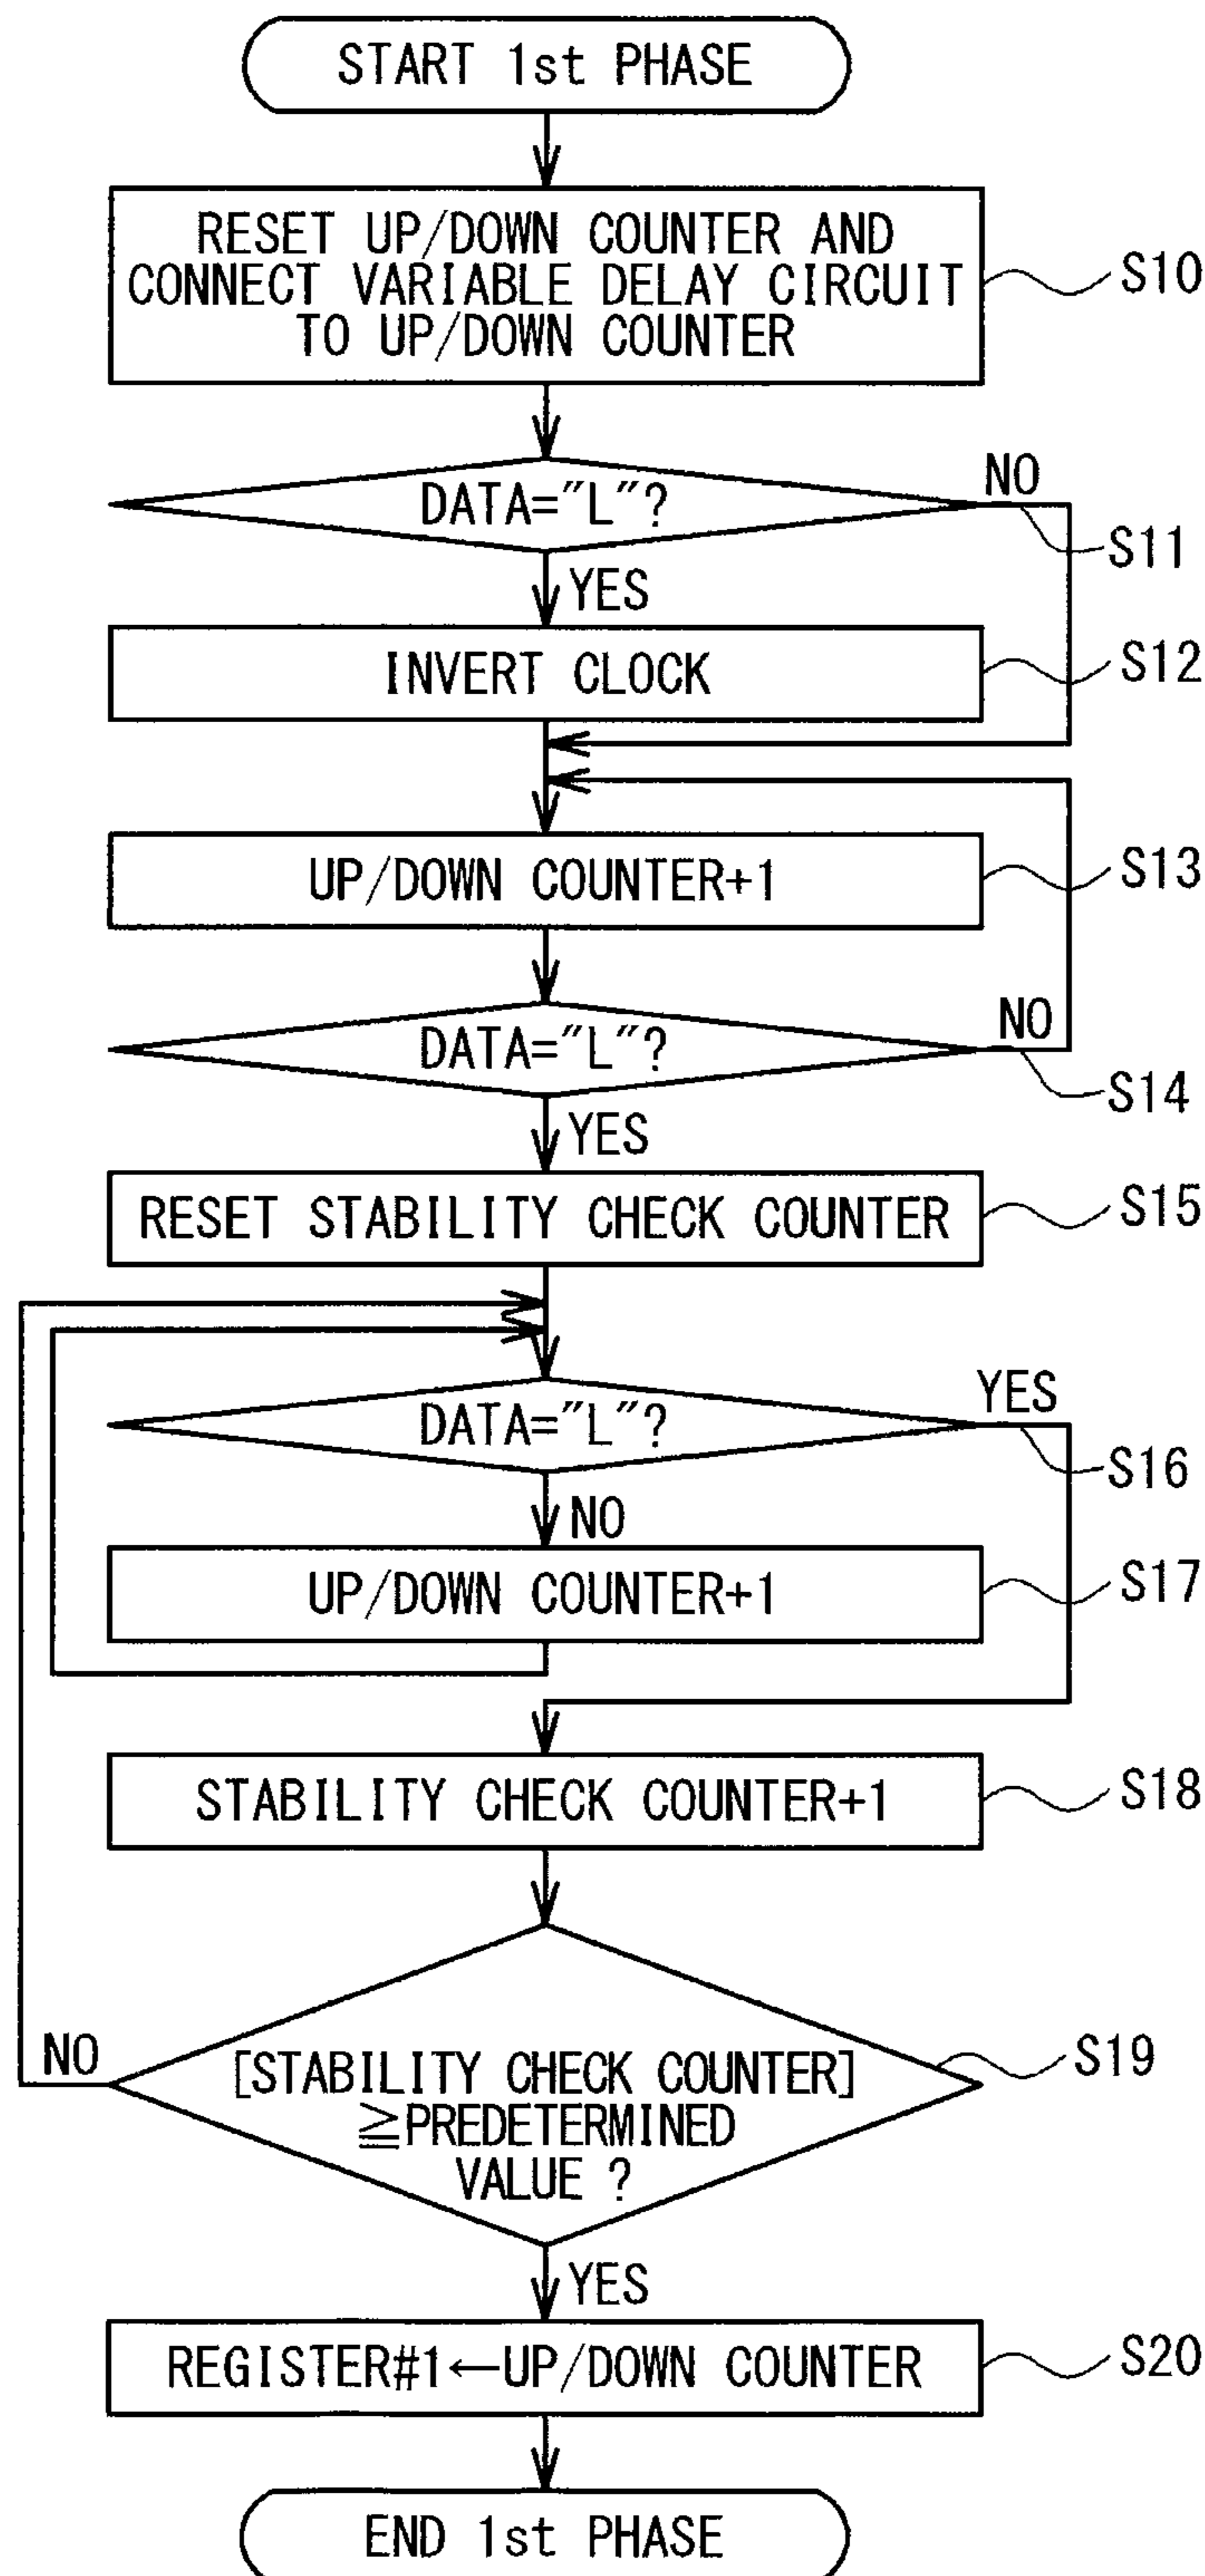 START 1st PHASE
RESET UP/DOWN COUNTER AND
CONNECT VARIABLE DELAY CIRCUIT
TO UP/DOWN COUNTER
S10
DATA="L"?
NO
S11
YES
INVERT CLOCK
S12
UP/DOWN COUNTER+1
S13
DATA="L"?
NO
S14
YES
RESET STABILITY CHECK COUNTER
S15
DATA="L"?
YES
S16
NO
UP/DOWN COUNTER+1
S17
STABILITY CHECK COUNTER+1
S18
NO
[STABILITY CHECK COUNTER]
≧PREDETERMINED
VALUE ?
S19
YES
REGISTER#1←UP/DOWN COUNTER
S20
END 1st PHASE